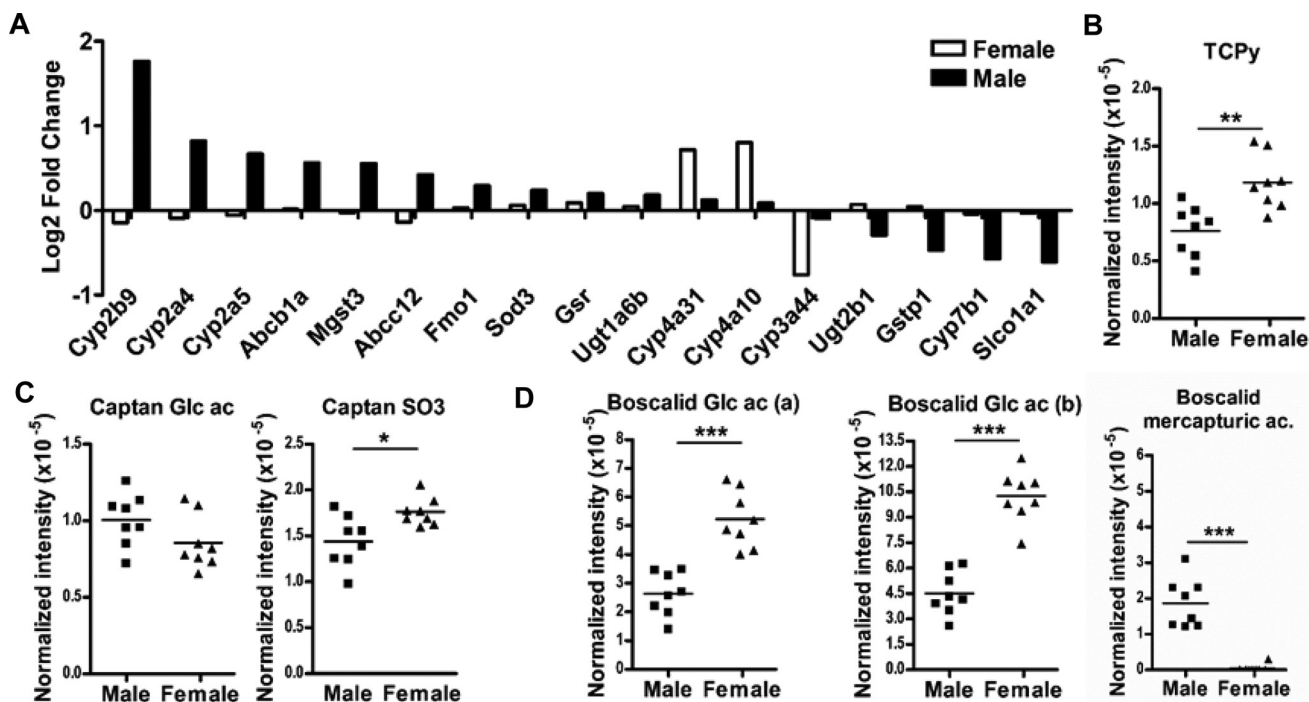 A
Log2 Fold Change
2
1
0
-1
Female
Male
Cyp2b9
Cyp2a4
Cyp2a5
Abcb1a
Mgst3
Abcc12
Fmo1
Sod3
Gsr
Ugt1a6b
Cyp4a31
Cyp4a10
Cyp3a44
Ugt2b1
Gstp1
Cyp7b1
Slco1a1
B
TCPy
Normalized intensity (x10 -5)
2.0
1.5
1.0
0.5
0.0
**
Male Female
C
Captan Glc ac
Normalized intensity (x10⁻⁵)
1.5
1.0
0.5
0.0
Male Female
Captan SO3
Normalized intensity (x10⁻⁵)
2.5
2.0
1.5
1.0
0.5
0.0
*
Male Female
D
Boscalid Glc ac (a)
Normalized intensity (x10⁻⁵)
8
7
6
5
4
3
2
1
0
***
Male Female
Boscalid Glc ac (b)
Normalized intensity (x10⁻⁵)
13.5
12.0
10.5
9.0
7.5
6.0
4.5
3.0
1.5
0.0
***
Male Female
Boscalid
mercapturic ac.
Normalized intensity (x10⁻⁵)
6
5
4
3
2
1
0
***
Male Female